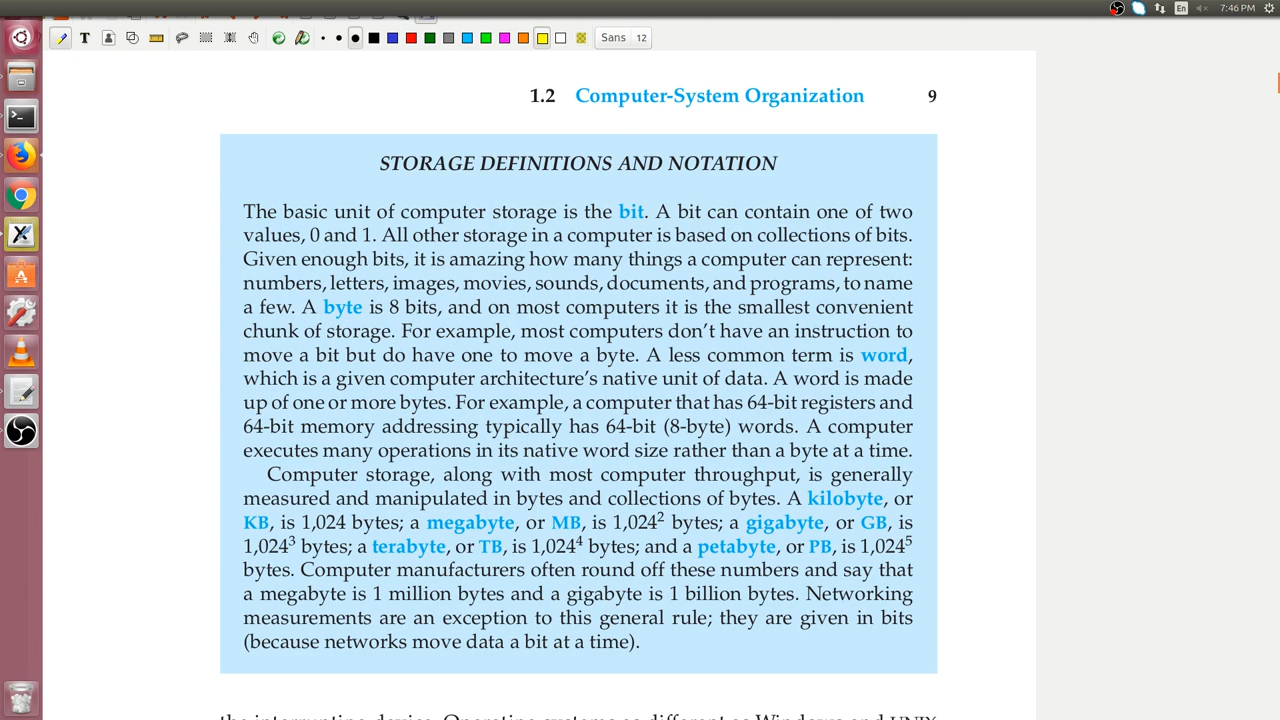 En
7:46 PM
T
Sans 12
1.2 Computer-System Organization 9
STORAGE DEFINITIONS AND NOTATION
The basic unit of computer storage is the bit. A bit can contain one of two
values, 0 and 1. All other storage in a computer is based on collections of bits.
Given enough bits, it is amazing how many things a computer can represent:
numbers, letters, images, movies, sounds, documents, and programs, to name
a few. A byte is 8 bits, and on most computers it is the smallest convenient
chunk of storage. For example, most computers don’t have an instruction to
move a bit but do have one to move a byte. A less common term is word,
which is a given computer architecture’s native unit of data. A word is made
up of one or more bytes. For example, a computer that has 64-bit registers and
64-bit memory addressing typically has 64-bit (8-byte) words. A computer
executes many operations in its native word size rather than a byte at a time.
Computer storage, along with most computer throughput, is generally
measured and manipulated in bytes and collections of bytes. A kilobyte, or
KB, is 1,024 bytes; a megabyte, or MB, is 1,024² bytes; a gigabyte, or GB, is
1,024³ bytes; a terabyte, or TB, is 1,024⁴ bytes; and a petabyte, or PB, is 1,024⁵
bytes. Computer manufacturers often round off these numbers and say that
a megabyte is 1 million bytes and a gigabyte is 1 billion bytes. Networking
measurements are an exception to this general rule; they are given in bits
(because networks move data a bit at a time).
the interrupting device. Operating systems as different as Windows and UNIX